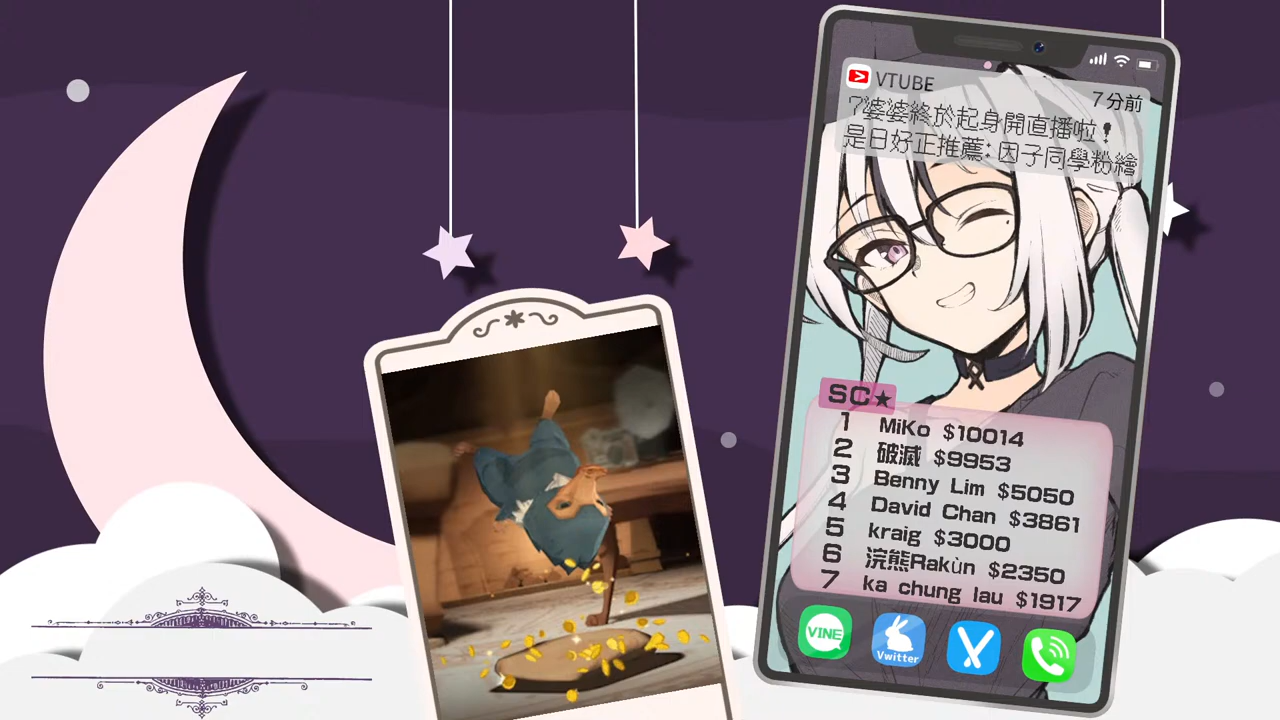 VTUBE
7分前
7婆婆終於起身開直播啦！
是日好正推薦：因子同學粉繪
SC★
1 MiKo $10014
2 破滅 $9953
3 Benny Lim $5050
4 David Chan $3861
5 kraig $3000
6 浣熊Rakùn $2350
7 ka chung lau $1917
VINE
Vwitter